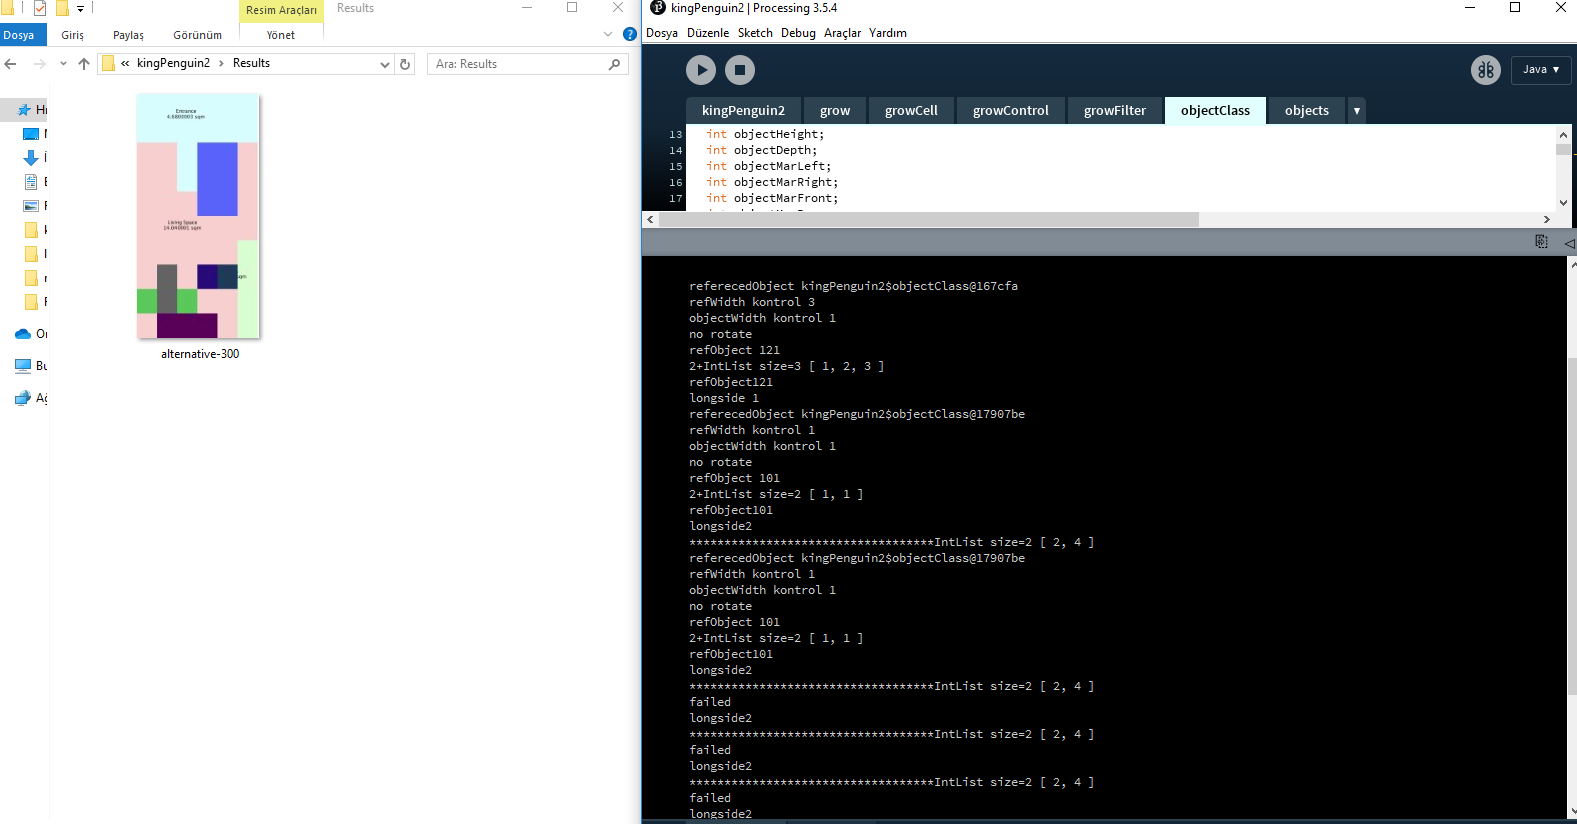 Resim Araçları
Results
Dosya
Giriş
Paylaş
Görünüm
Yönet
« kingPenguin2 › Results
Ara: Results
Entrance
Living Space
alternative-300
kingPenguin2 | Processing 3.5.4
Dosya Düzenle Sketch Debug Araçlar Yardım
Java ▾
kingPenguin2 grow growCell growControl growFilter objectClass objects ▾
13 int objectHeight;
14 int objectDepth;
15 int objectMarLeft;
16 int objectMarRight;
17 int objectMarFront;
referecedObject kingPenguin2$objectClass@167cfa
refWidth kontrol 3
objectWidth kontrol 1
no rotate
refObject 121
2+IntList size=3 [ 1, 2, 3 ]
refObject121
longside 1
referecedObject kingPenguin2$objectClass@17907be
refWidth kontrol 1
objectWidth kontrol 1
no rotate
refObject 101
2+IntList size=2 [ 1, 1 ]
refObject101
longside2
***********************************IntList size=2 [ 2, 4 ]
referecedObject kingPenguin2$objectClass@17907be
refWidth kontrol 1
objectWidth kontrol 1
no rotate
refObject 101
2+IntList size=2 [ 1, 1 ]
refObject101
longside2
***********************************IntList size=2 [ 2, 4 ]
failed
longside2
***********************************IntList size=2 [ 2, 4 ]
failed
longside2
***********************************IntList size=2 [ 2, 4 ]
failed
longside2